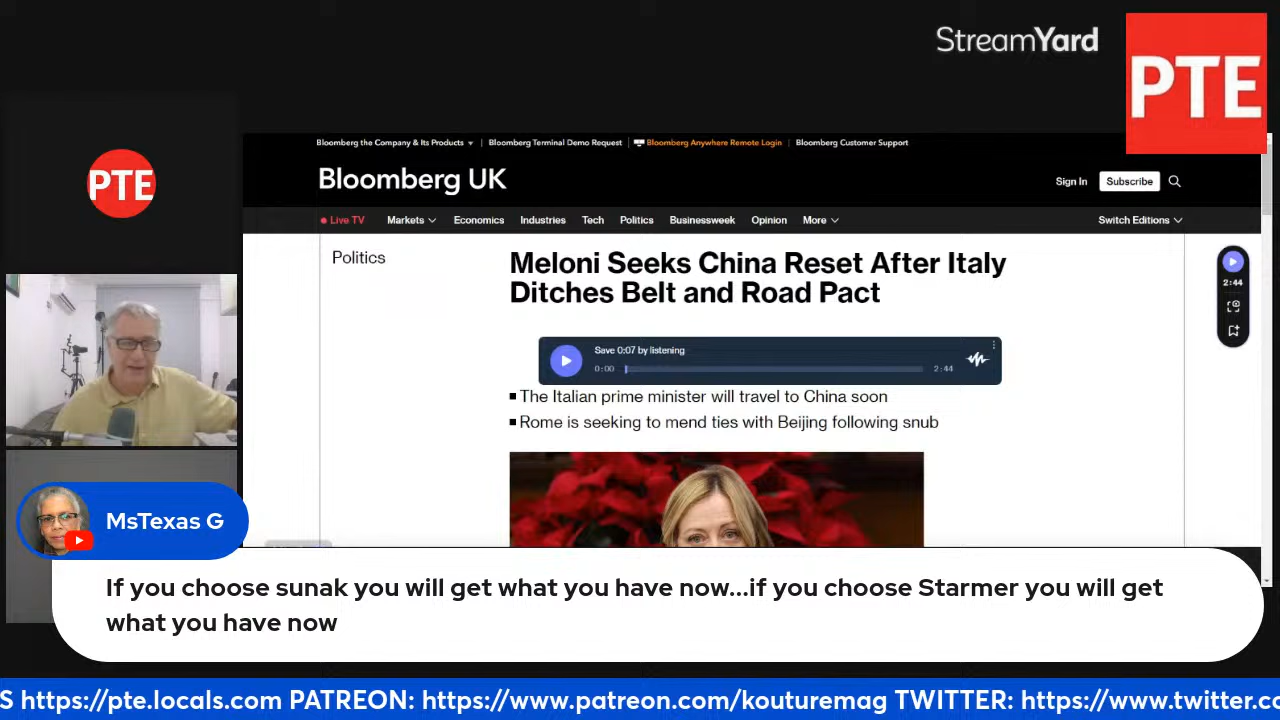 StreamYard
PTE
PTE
Bloomberg the Company & Its Products
Bloomberg Terminal Demo Request
Bloomberg Anywhere Remote Login
Bloomberg Customer Support
Bloomberg UK
Sign In
Subscribe
Live TV
Markets
Economics
Industries
Tech
Politics
Businessweek
Opinion
More
Switch Editions
Politics
Meloni Seeks China Reset After Italy
Ditches Belt and Road Pact
Save 0:07 by listening
0:00
2:44
2:44
The Italian prime minister will travel to China soon
Rome is seeking to mend ties with Beijing following snub
MsTexas G
If you choose sunak you will get what you have now...if you choose Starmer you will get
what you have now
S https://pte.locals.com PATREON: https://www.patreon.com/kouturemag TWITTER: https://www.twitter.co